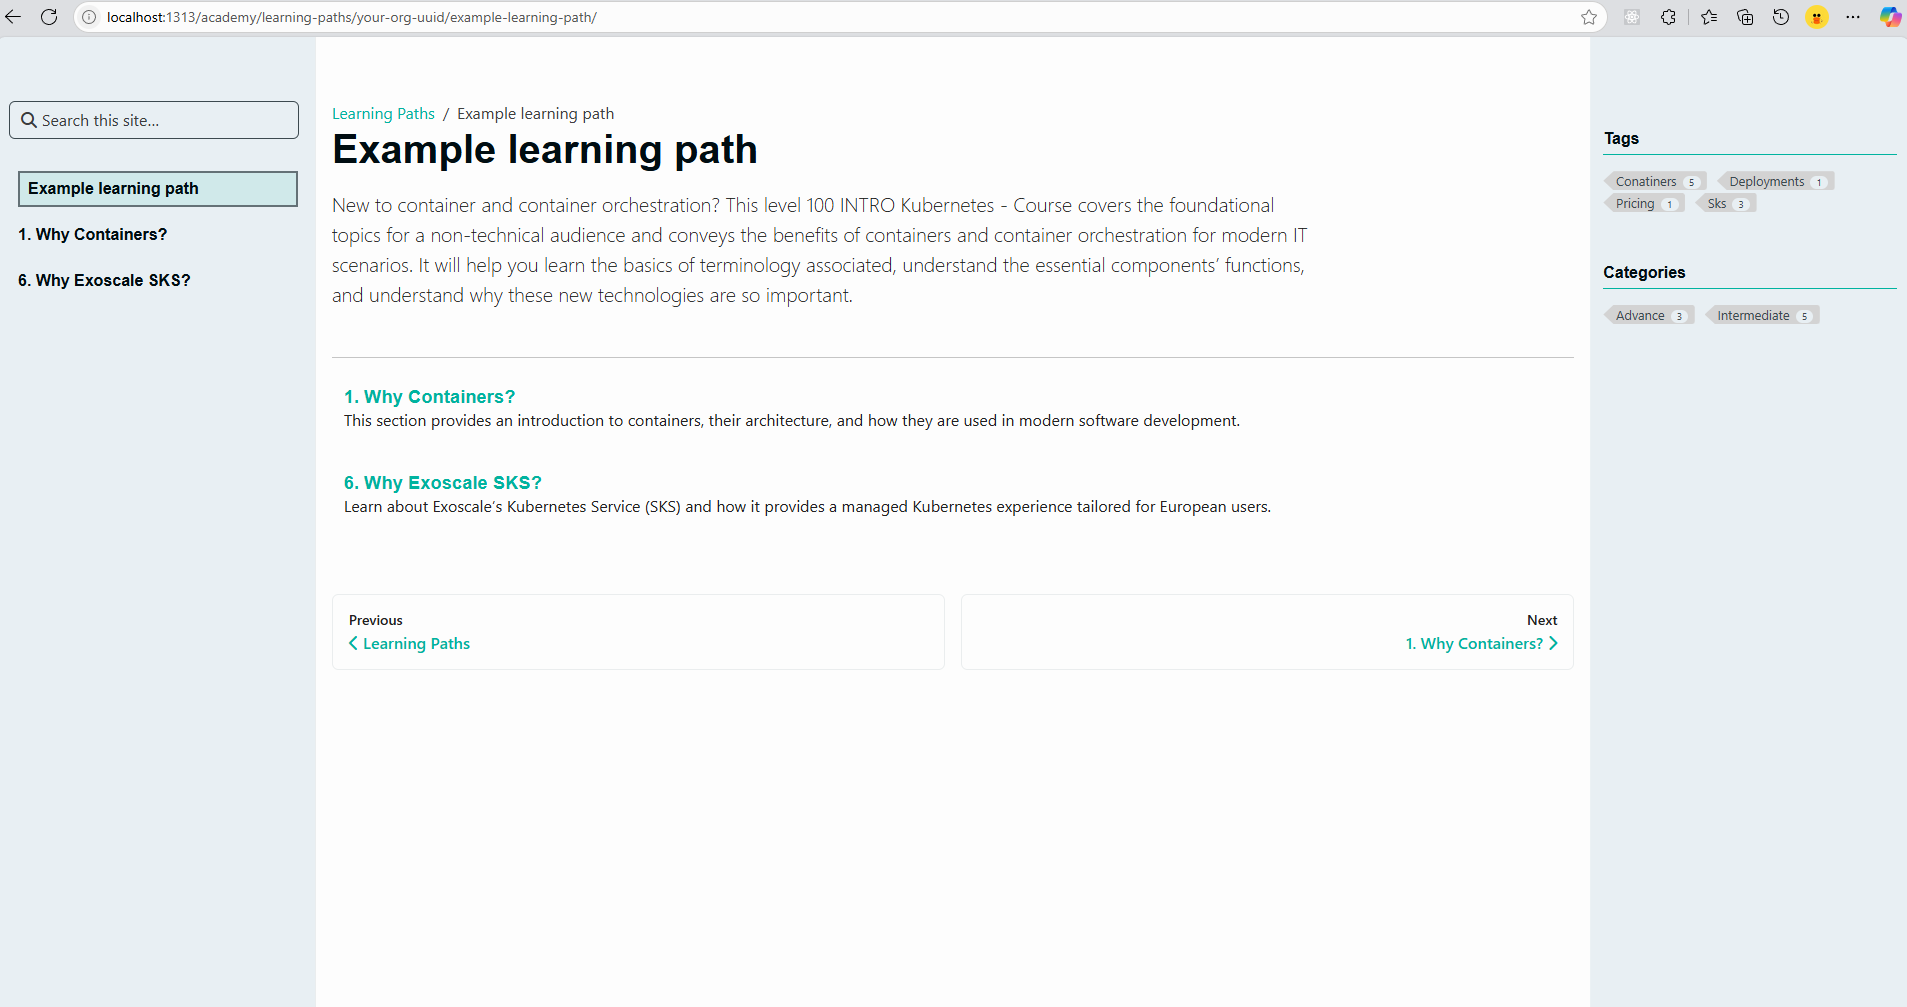 localhost:1313/academy/learning-paths/your-org-uuid/example-learning-path/
Search this site...
Example learning path
1. Why Containers?
6. Why Exoscale SKS?
Learning Paths / Example learning path
Example learning path
New to container and container orchestration? This level 100 INTRO Kubernetes - Course covers the foundational
topics for a non-technical audience and conveys the benefits of containers and container orchestration for modern IT
scenarios. It will help you learn the basics of terminology associated, understand the essential components’ functions,
and understand why these new technologies are so important.
1. Why Containers?
This section provides an introduction to containers, their architecture, and how they are used in modern software development.
6. Why Exoscale SKS?
Learn about Exoscale’s Kubernetes Service (SKS) and how it provides a managed Kubernetes experience tailored for European users.
Previous
Learning Paths
Next
1. Why Containers?
Tags
Conatiners 5 Deployments 1
Pricing 1 Sks 3
Categories
Advance 3 Intermediate 5